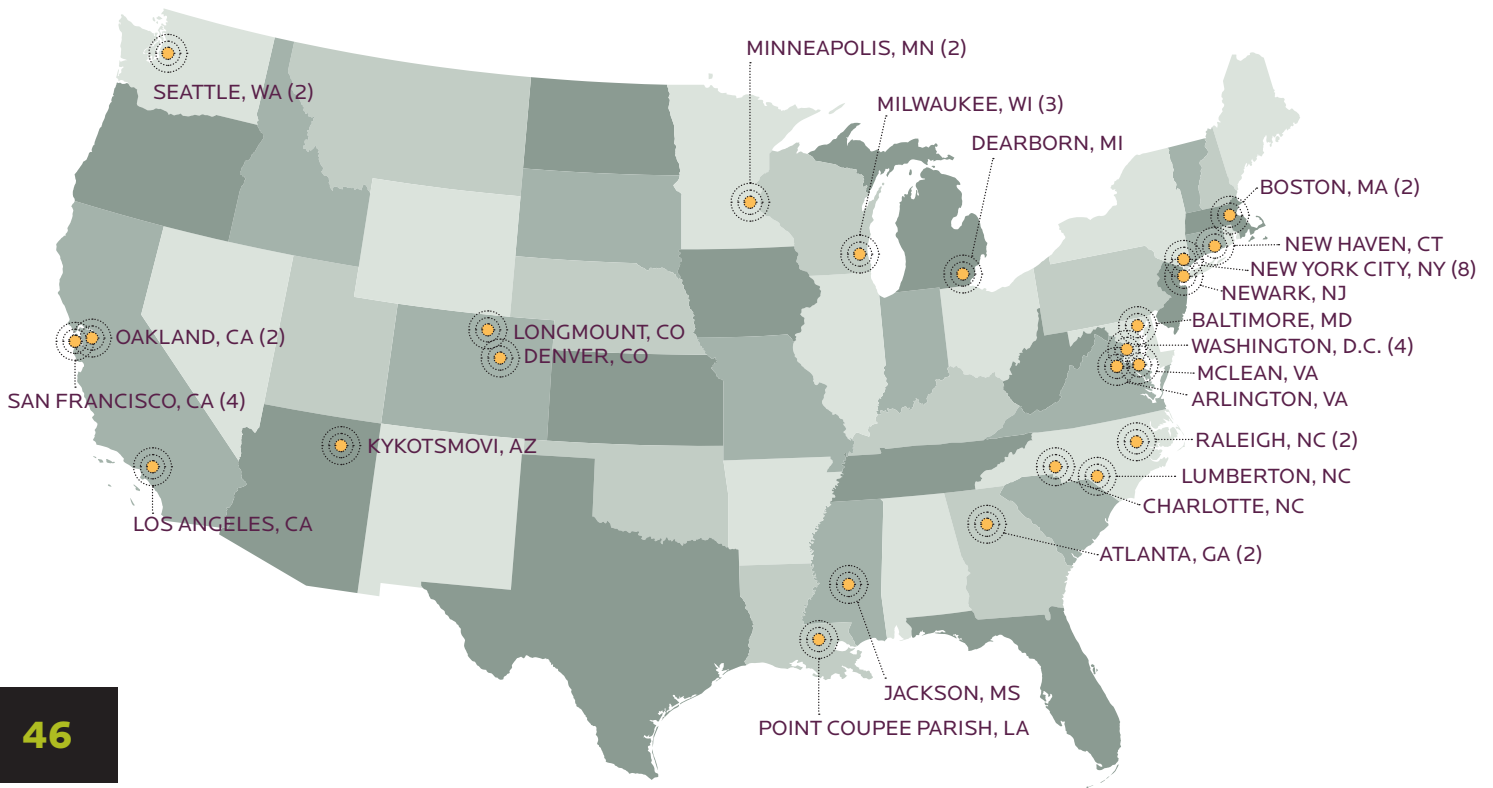 MINNEAPOLIS, MN (2)
SEATTLE, WA (2)
MILWAUKEE, WI (3)
DEARBORN, MI
BOSTON, MA (2)
NEW HAVEN, CT
NEW YORK CITY, NY (8)
NEWARK, NJ
BALTIMORE, MD
LONGMOUNT, CO
OAKLAND, CA (2)
WASHINGTON, D.C. (4)
DENVER, CO
MCLEAN, VA
SAN FRANCISCO, CA (4)
ARLINGTON, VA
RALEIGH, NC (2)
KYKOTSMOVI, AZ
LUMBERTON, NC
CHARLOTTE, NC
LOS ANGELES, CA
ATLANTA, GA (2)
JACKSON, MS
POINT COUPEE PARISH, LA
46